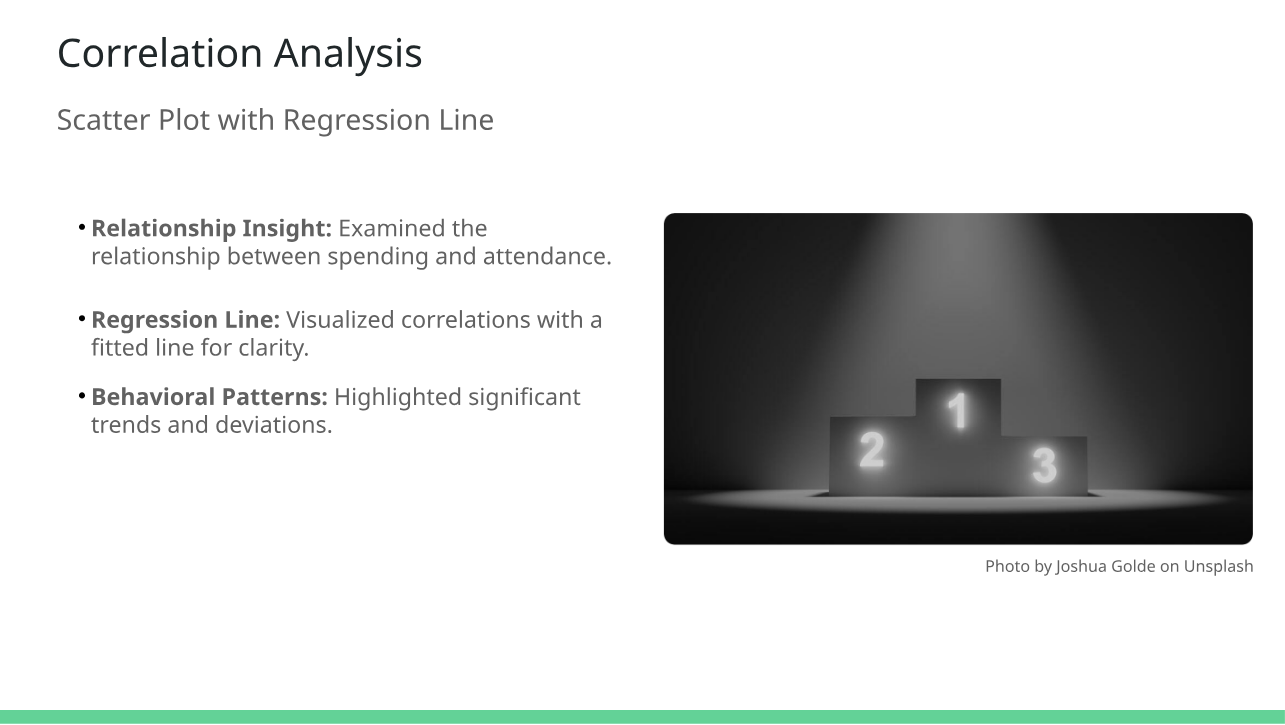 Correlation Analysis
Scatter Plot with Regression Line
• Relationship Insight: Examined the
relationship between spending and attendance.
• Regression Line: Visualized correlations with a
fitted line for clarity.
• Behavioral Patterns: Highlighted significant
trends and deviations.
1
2
3
Photo by Joshua Golde on Unsplash